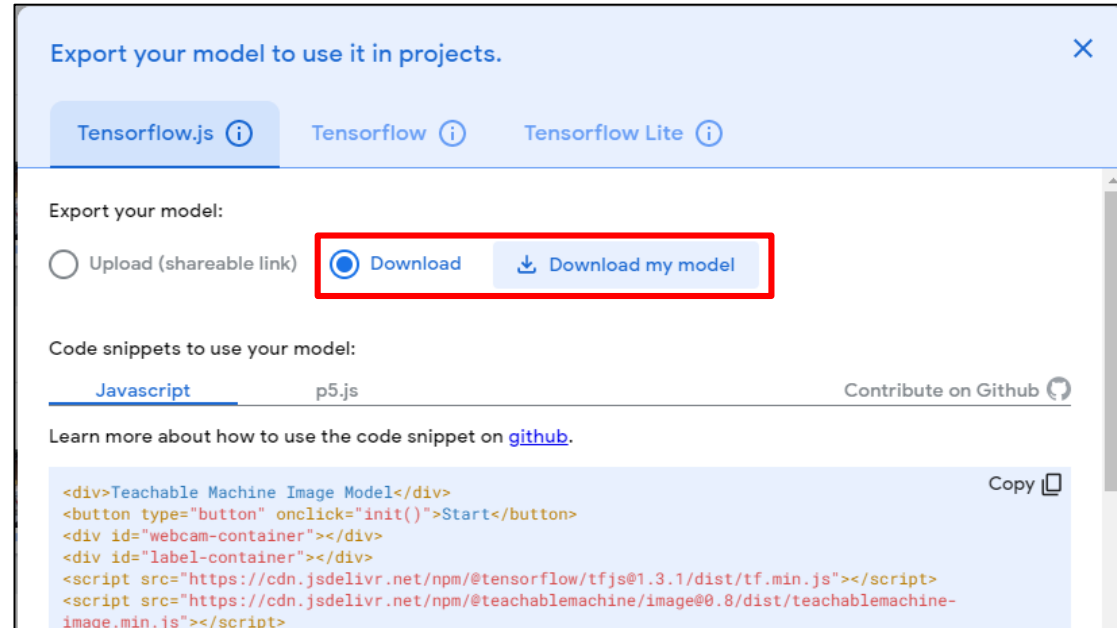 Export your model to use it in projects.
Tensorflow.js Tensorflow Tensorflow Lite
Export your model:
Upload (shareable link) Download Download my model
Code snippets to use your model:
Javascript p5.js Contribute on Github
Learn more about how to use the code snippet on github.
Copy
<div>Teachable Machine Image Model</div>
<button type="button" onclick="init()">Start</button>
<div id="webcam-container"></div>
<div id="label-container"></div>
<script src="https://cdn.jsdelivr.net/npm/@tensorflow/tfjs@1.3.1/dist/tf.min.js"></script>
<script src="https://cdn.jsdelivr.net/npm/@teachablemachine/image@0.8/dist/teachablemachine-
image.min.js"></script>